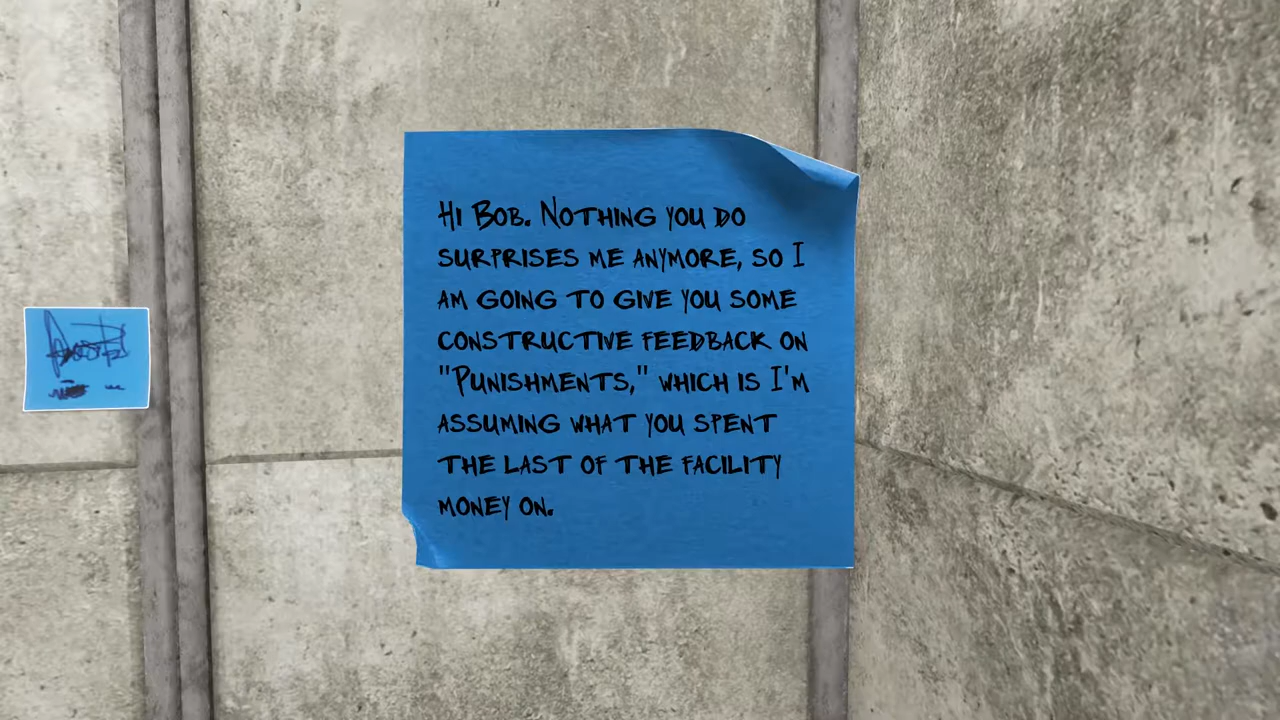 Hi Bob. Nothing you do
surprises me anymore, so I
am going to give you some
constructive feedback on
"Punishments," which is I'm
assuming what you spent
the last of the facility
money on.